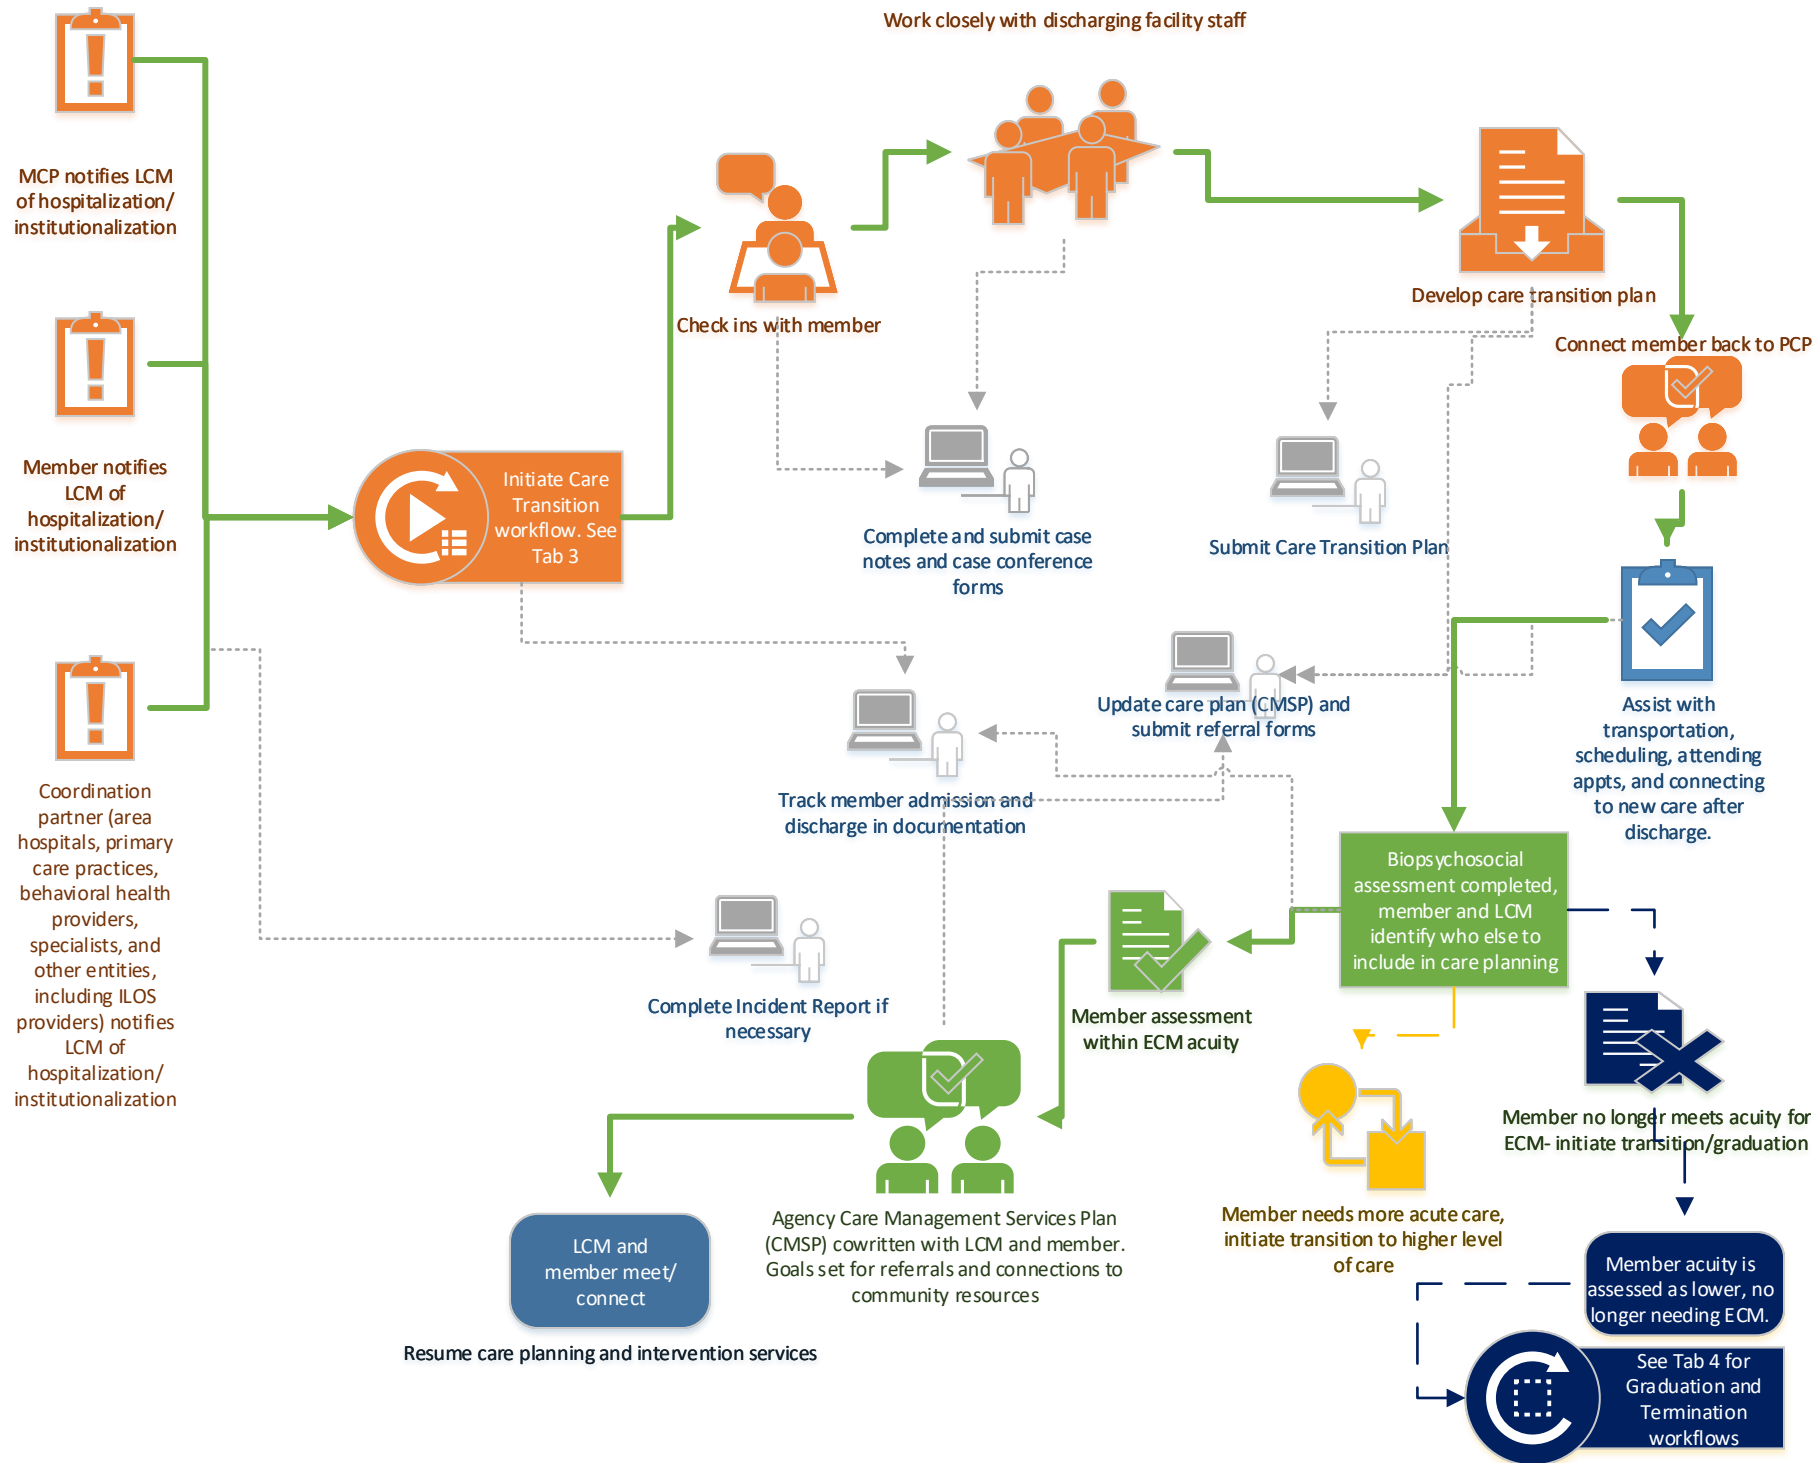 Work closely with discharging facility staff
MCP notifies LCM
of hospitalization/
institutionalization
Member notifies
LCM of
hospitalization/
institutionalization
Coordination
partner (area
hospitals, primary
care practices,
behavioral health
providers,
specialists, and
other entities,
including ILOS
providers) notifies
LCM of
hospitalization/
institutionalization
Initiate Care
Transition
workflow. See
Tab 3
Check ins with member
Develop care transition plan
Connect member back to PCP
Complete and submit case
notes and case conference
forms
Submit Care Transition Plan
Update care plan (CMSP) and
submit referral forms
Assist with
transportation,
scheduling, attending
appts, and connecting
to new care after
discharge.
Track member admission and
discharge in documentation
Complete Incident Report if
necessary
Biopsychosocial
assessment completed,
member and LCM
identify who else to
include in care planning
Member assessment
within ECM acuity
Member no longer meets acuity for
ECM- initiate transition/graduation
Member needs more acute care,
initiate transition to higher level
of care
Agency Care Management Services Plan
(CMSP) cowritten with LCM and member.
Goals set for referrals and connections to
community resources
LCM and
member meet/
connect
Resume care planning and intervention services
Member acuity is
assessed as lower, no
longer needing ECM.
See Tab 4 for
Graduation and
Termination
workflows